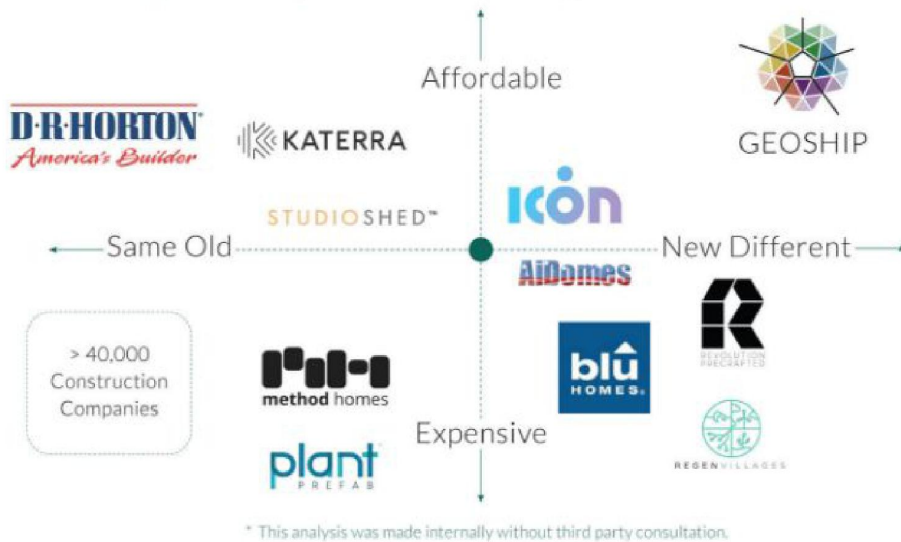 Affordable
D·R·HORTON®
America's Builder
KATERRA
GEOSHIP
STUDIOSHED™
ICON
Same Old
New Different
AiDomes
> 40,000
Construction
Companies
method homes
blu
HOMES®
REVOLUTION
PRECRAFTED
Expensive
plant
PREFAB
REGENVILLAGES
* This analysis was made internally without third party consultation.